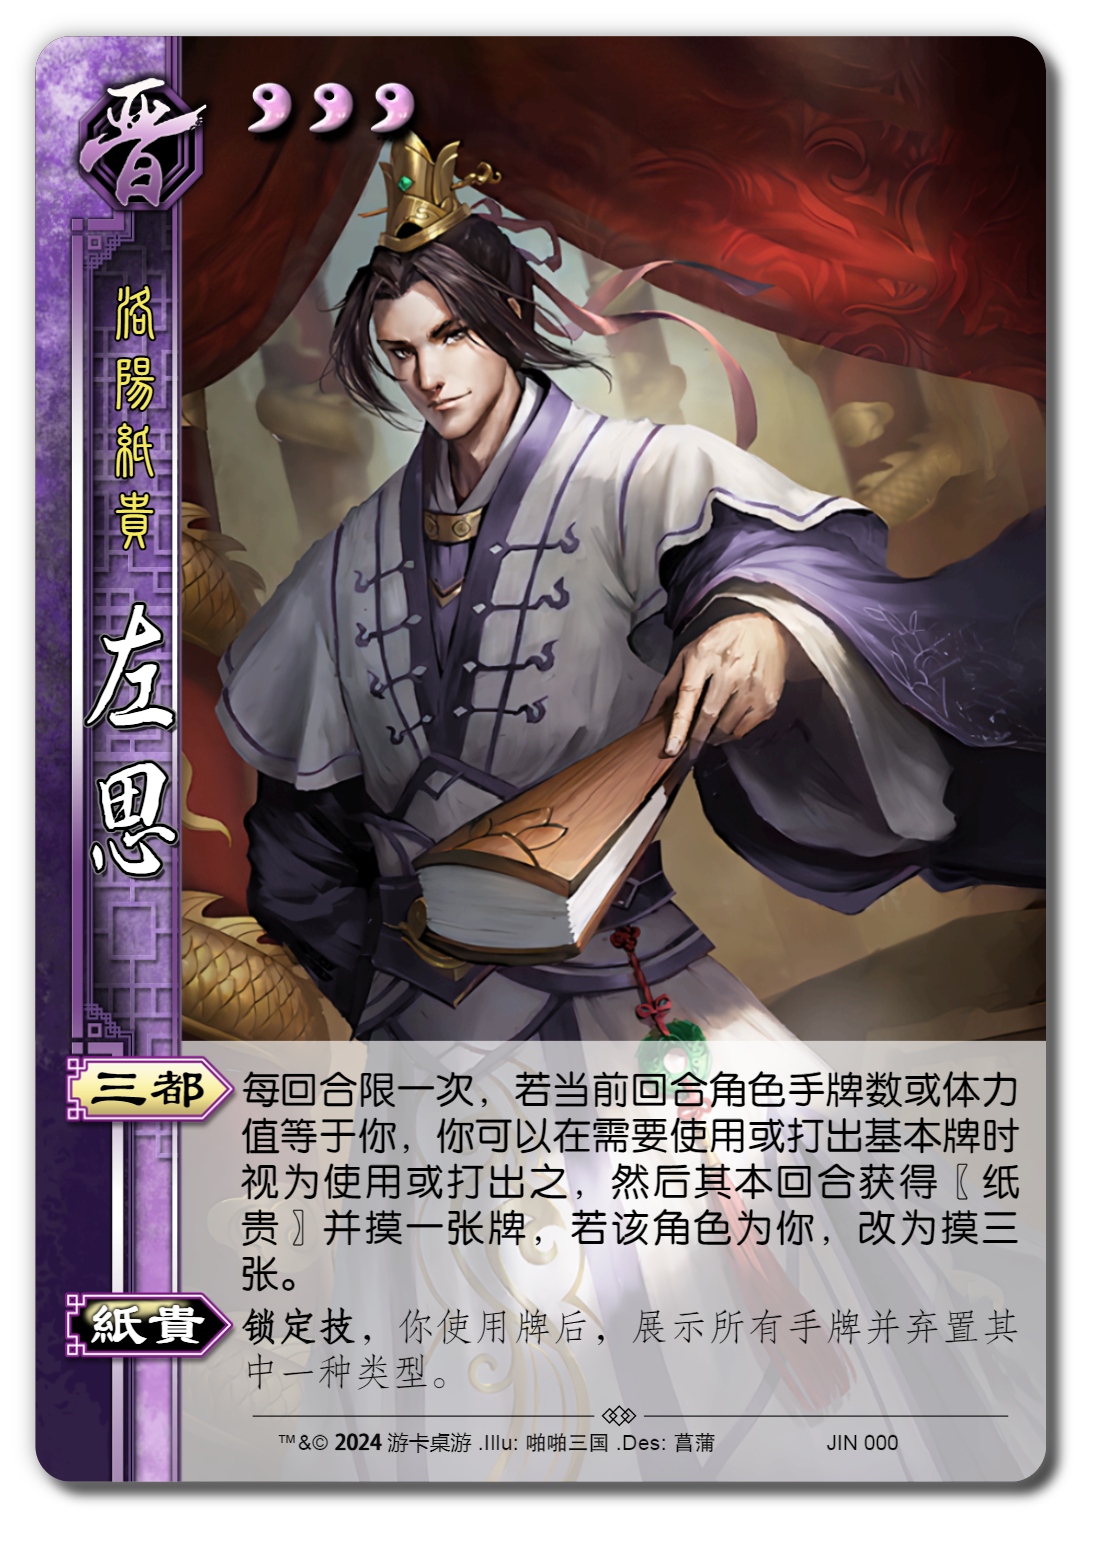 晋
洛陽紙貴
左思
三都
每回合限一次，若当前回合角色手牌数或体力
值等于你，你可以在需要使用或打出基本牌时
视为使用或打出之，然后其本回合获得〖纸
贵〗并摸一张牌，若该角色为你，改为摸三
张。
紙貴
锁定技，你使用牌后，展示所有手牌并弃置其
中一种类型。
™&© 2024 游卡桌游 .Illu: 啪啪三国 .Des: 菖蒲 JIN 000